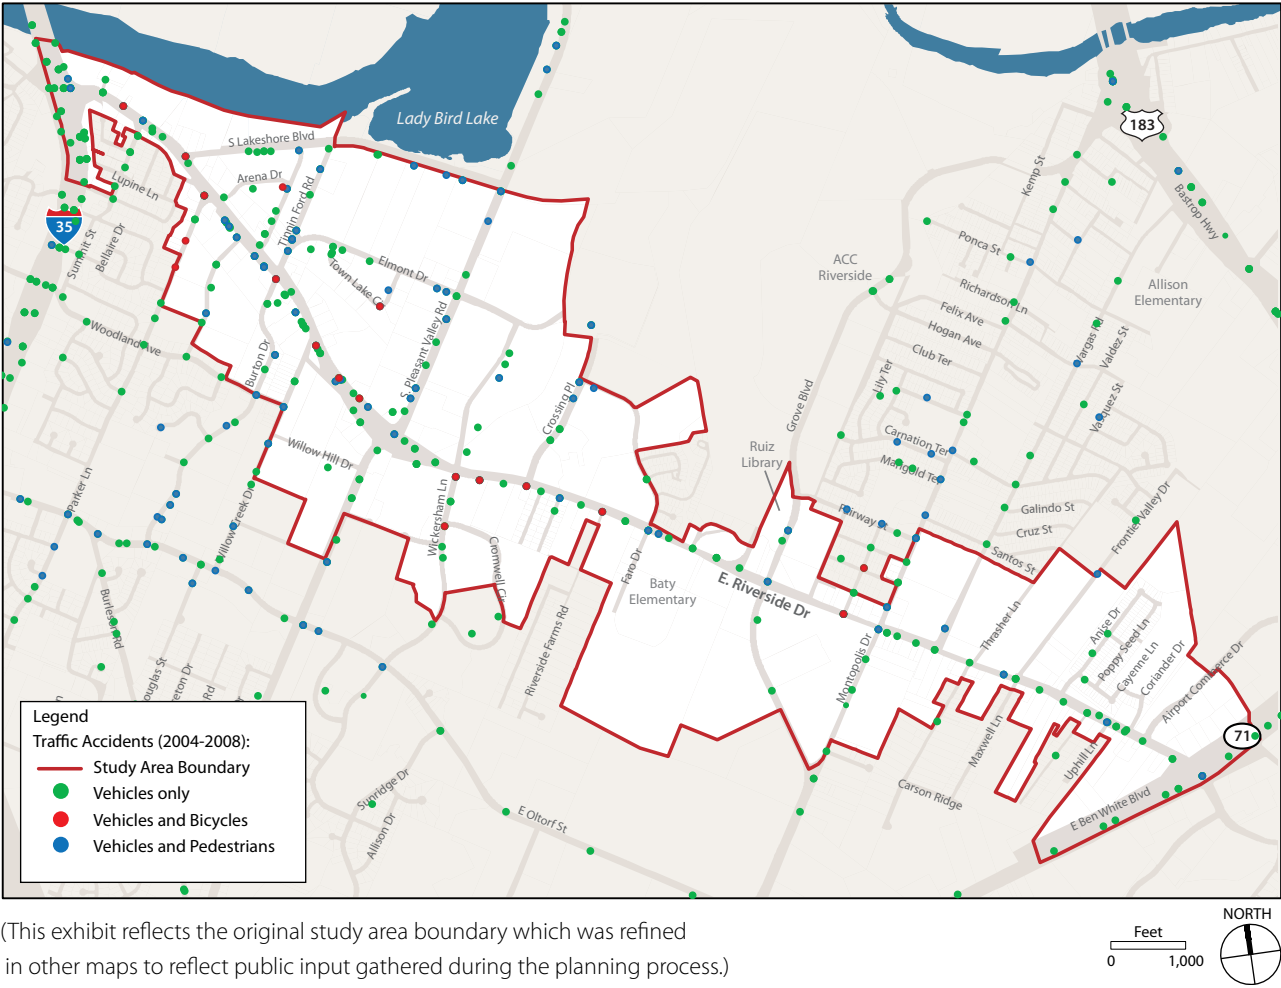 Lady Bird Lake
183
S Lakeshore Blvd
Kemp St
Arena Dr
Lupine Ln
Tinnin Ford Rd
Bastrop Hwy
35
Summit St
Bellaire Dr
Ponca St
ACC
Riverside
Elmont Dr
Town Lake C
Allison
Elementary
Richardson Ln
Felix Ave
Hogan Ave
Woodland Ave
S. Pleasant Valley Rd
Vargas Rd
Valdez St
Club Ter
Burton Dr
Lily Ter
Crossing Pl
Grove Blvd
Vasquez St
Carnation Ter
Willow Hill Dr
Ruiz
Library
Marigold Ter
Parker Ln
Wickersham Ln
Fairway St
Galindo St
Cruz St
Frontier Valley Dr
Willow Creek Dr
Cromwell Cir
Faro Dr
Santos St
Baty
Elementary
E. Riverside Dr
Burleson Rd
Riverside Farms Rd
Thrasher Ln
Anise Dr
Poppy Seed Ln
Cayenne Ln
Coriander Dr
Montopolis Dr
Airport Commerce Dr
ouglas St
eton Dr
Rd
Maxwell Ln
71
Uphill Ln
Carson Ridge
E Ben White Blvd
Sunridge Dr
Allison Dr
E Oltorf St
Legend
Traffic Accidents (2004-2008):
Study Area Boundary
Vehicles only
Vehicles and Bicycles
Vehicles and Pedestrians
(This exhibit reflects the original study area boundary which was refined
in other maps to reflect public input gathered during the planning process.)
Feet
0 1,000
NORTH